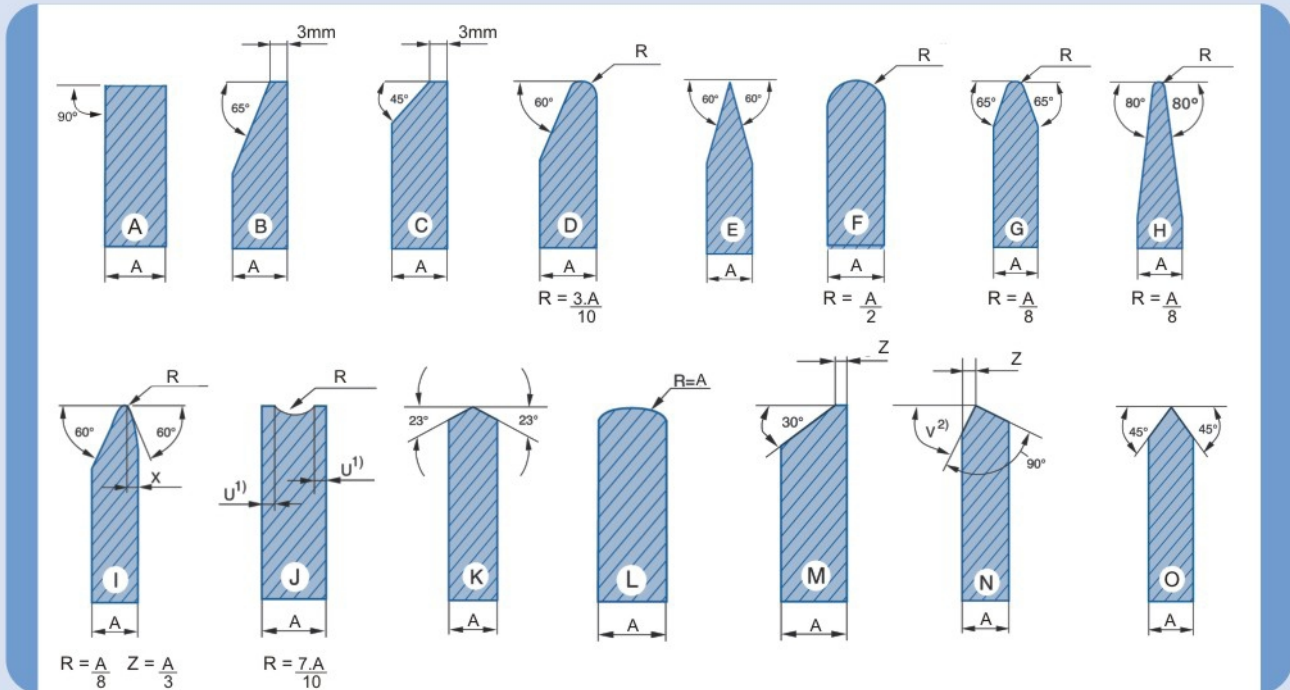 3mm
90°
A
A
3mm
65°
B
A
45°
C
A
R
60°
D
A
R = 3.A
10
60°
60°
E
A
R
F
A
R = A
2
R
65°
65°
G
A
R = A
8
R
80°
80°
H
A
R = A
8
R
60°
60°
x
I
A
R = A
8
Z = A
3
R
U1)
U1)
J
A
R = 7.A
10
23°
23°
K
A
R=A
L
A
Z
30°
M
A
Z
V2)
90°
N
A
45°
45°
O
A